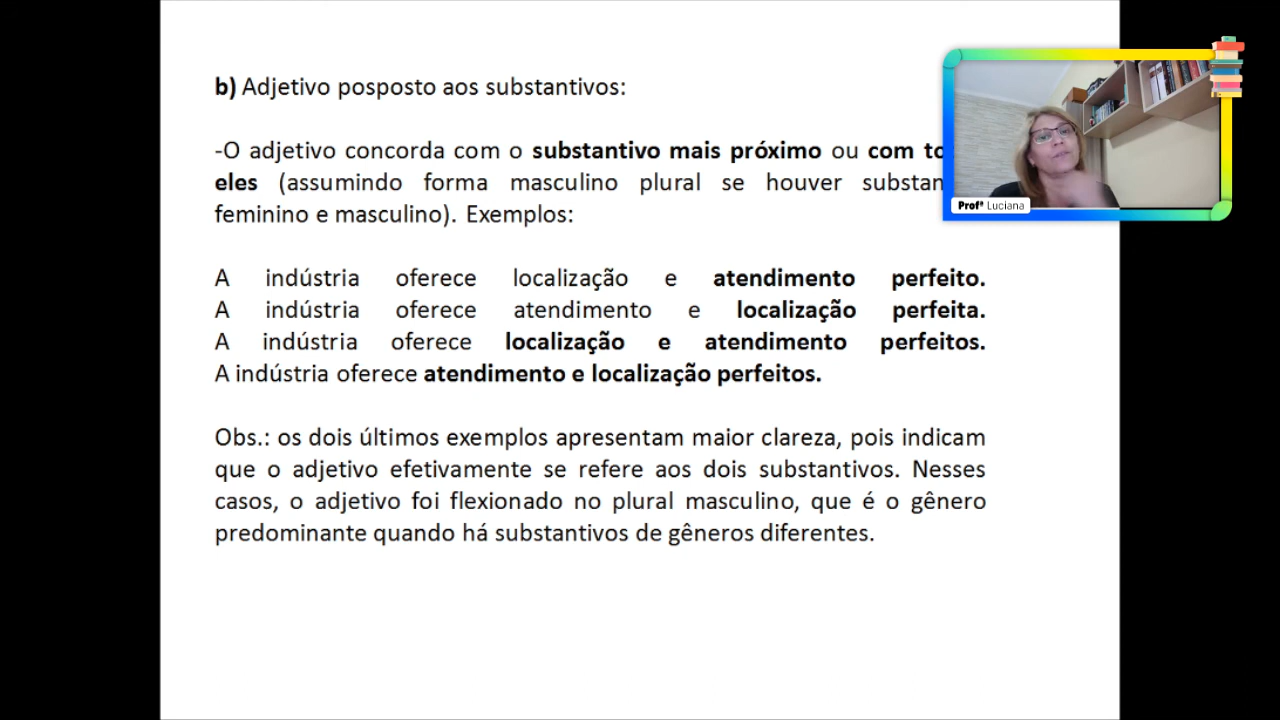 b) Adjetivo posposto aos substantivos:
-O adjetivo concorda com o substantivo mais próximo ou com
eles (assumindo forma masculino plural se houver
feminino e masculino). Exemplos:
A indústria oferece localização e atendimento perfeito.
A indústria oferece atendimento e localização perfeita.
A indústria oferece localização e atendimento perfeitos.
A indústria oferece atendimento e localização perfeitos.
Obs.: os dois últimos exemplos apresentam maior clareza, pois indicam
que o adjetivo efetivamente se refere aos dois substantivos. Nesses
casos, o adjetivo foi flexionado no plural masculino, que é o gênero
predominante quando há substantivos de gêneros diferentes.
Profª Luciana